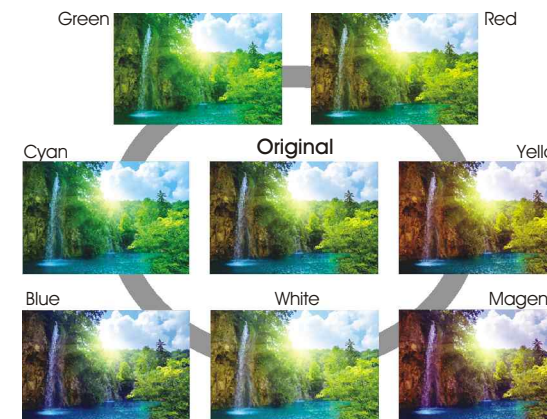 Green
Red
Cyan
Original
Yello
Blue
White
Magen